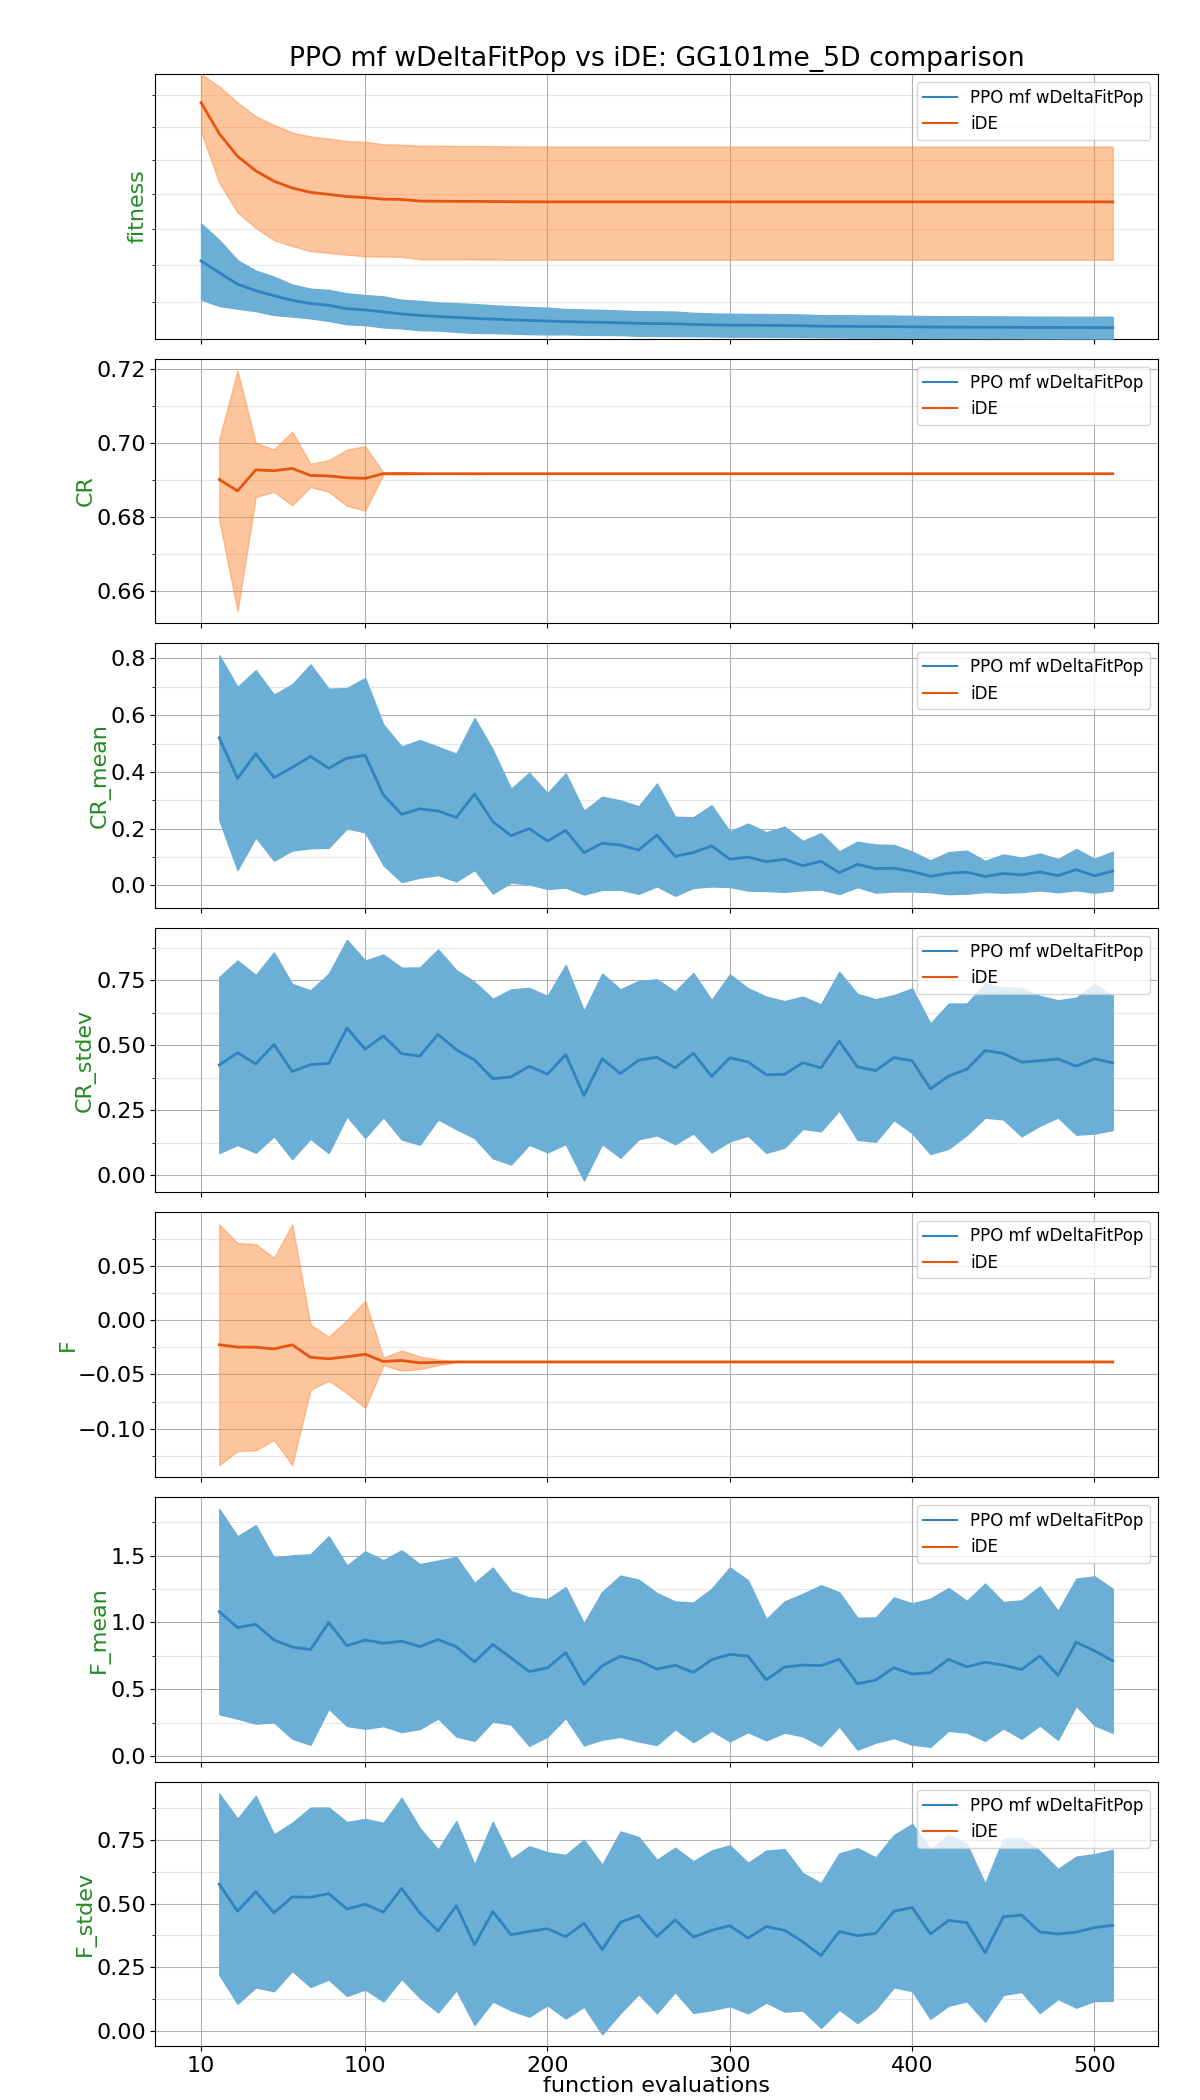 PPO mf wDeltaFitPop vs iDE: GG101me_5D comparison
fitness
PPO mf wDeltaFitPop
iDE
CR
0.72
0.70
0.68
0.66
PPO mf wDeltaFitPop
iDE
CR_mean
0.8
0.6
0.4
0.2
0.0
PPO mf wDeltaFitPop
iDE
CR_stdev
0.75
0.50
0.25
0.00
PPO mf wDeltaFitPop
iDE
F
0.05
0.00
−0.05
−0.10
PPO mf wDeltaFitPop
iDE
F_mean
1.5
1.0
0.5
0.0
PPO mf wDeltaFitPop
iDE
F_stdev
0.75
0.50
0.25
0.00
PPO mf wDeltaFitPop
iDE
10 100 200 300 400 500
function evaluations